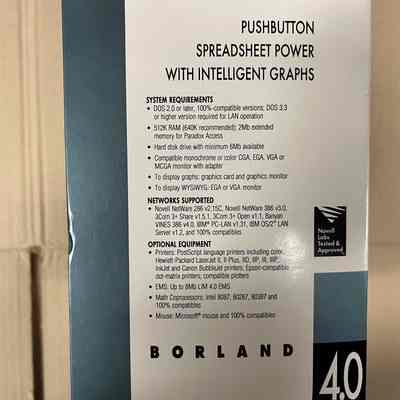 PUSHBUTTON
SPREADSHEET POWER
WITH INTELLIGENT GRAPHS
SYSTEM REQUIREMENTS
• DOS 2.0 or later, 100%-compatible versions; DOS 3.3
or higher version required for LAN operation
• 512K RAM (640K recommended); 2Mb extended
memory for Paradox Access
• Hard disk drive with minimum 6Mb available
• Compatible monochrome or color CGA, EGA, VGA or
MCGA monitor with adapter
• To display graphs: graphics card and graphics monitor
• To display WYSIWYG: EGA or VGA monitor
NETWORKS SUPPORTED
• Novell NetWare 286 v2.15C, Novell NetWare 386 v3.0,
3Com 3+ Share v1.5.1, 3Com 3+ Open v1.1, Banyan
VINES 386 v4.0, IBM® PC-LAN v1.31, IBM OS/2® LAN
Server v1.2, and 100% compatibles
OPTIONAL EQUIPMENT
• Printers: PostScript language printers including color,
Hewlett-Packard LaserJet II, II-Plus, IID, IIP, III, IIIP,
InkJet and Canon BubbleJet printers; Epson-compatible
dot-matrix printers; compatible plotters
• EMS: Up to 8Mb LIM 4.0 EMS
• Math Coprocessors: Intel 8087, 80287, 80387 and
100% compatibles
• Mouse: Microsoft® mouse and 100% compatibles
Novell
Labs
Tested &
Approved
BORLAND
4.0